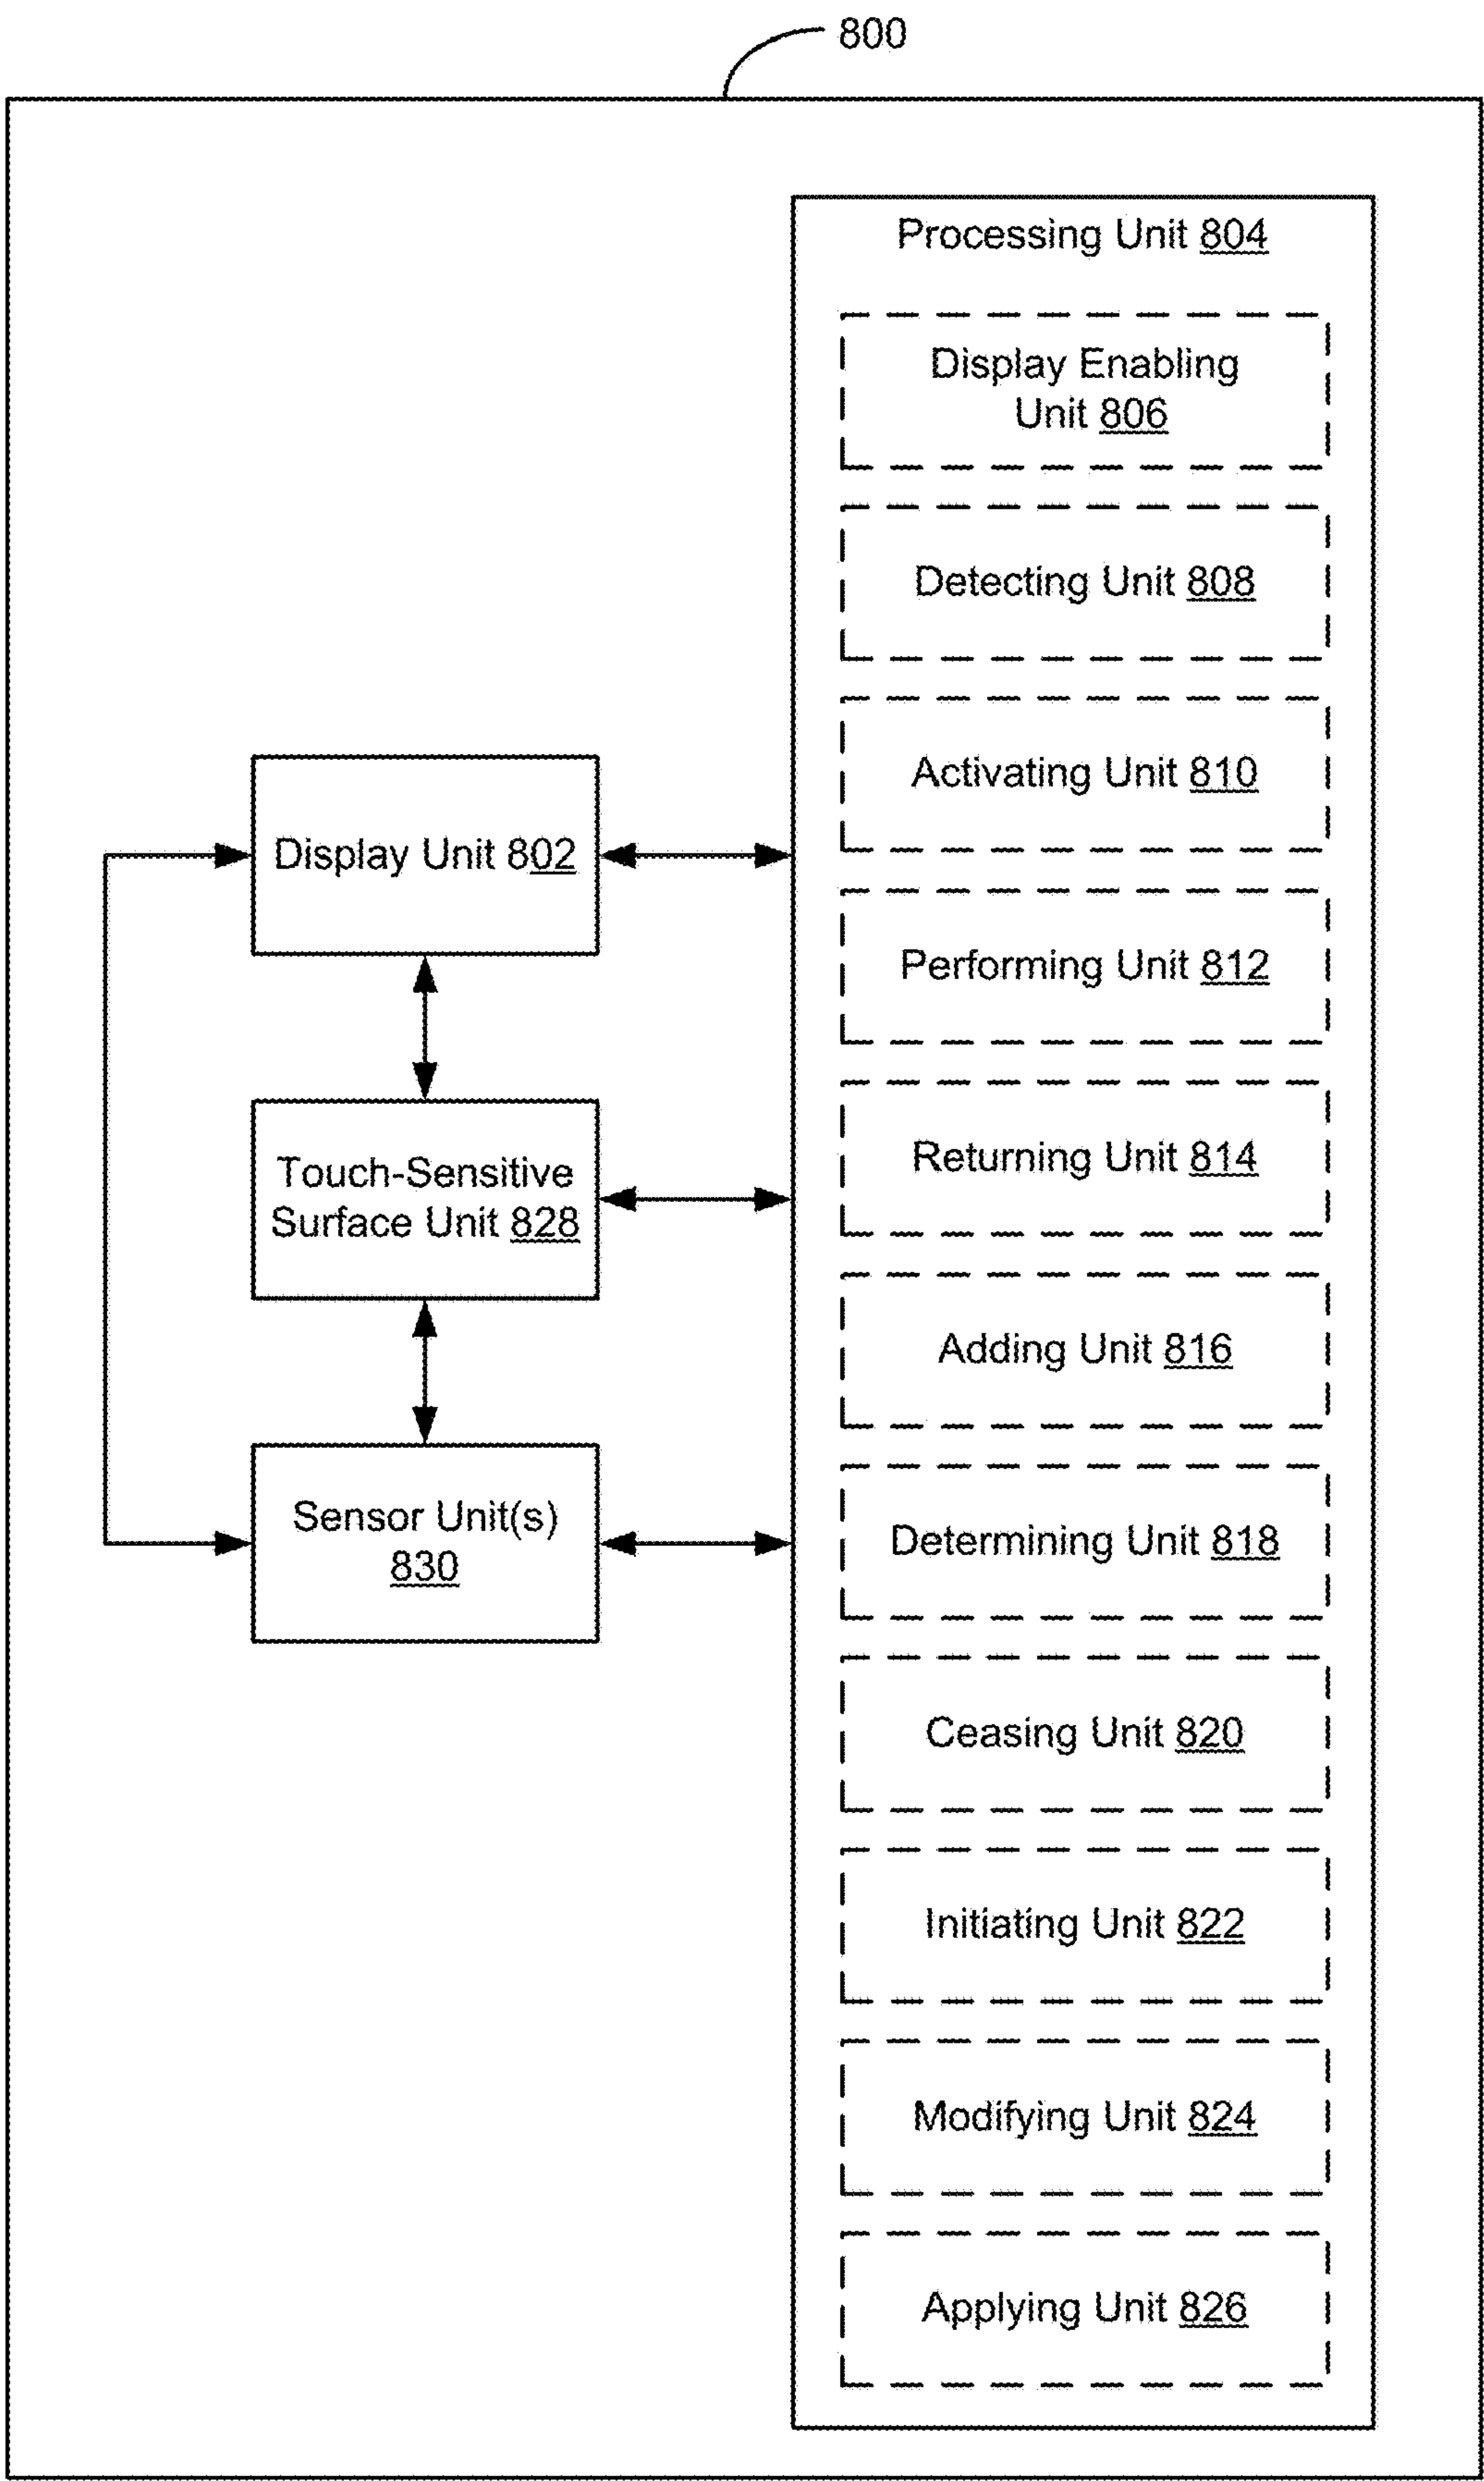 800
Processing Unit 804
Display Enabling
Unit 806
Detecting Unit 808
Activating Unit 810
Display Unit 802
Performing Unit 812
Touch-Sensitive
Surface Unit 828
Returning Unit 814
Adding Unit 816
Sensor Unit(s)
830
Determining Unit 818
Ceasing Unit 820
Initiating Unit 822
Modifying Unit 824
Applying Unit 826